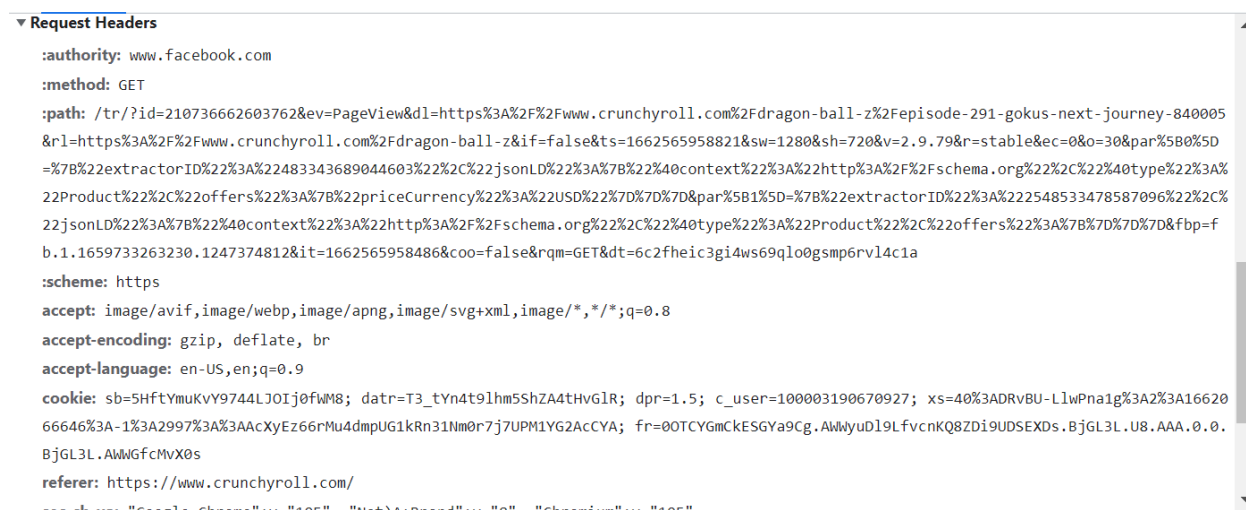 Request Headers
:authority: www.facebook.com
:method: GET
:path: /tr/?id=210736662603762&ev=PageView&dl=https%3A%2F%2Fwww.crunchyroll.com%2Fdragon-ball-z%2Fepisode-291-gokus-next-journey-840005
&rl=https%3A%2F%2Fwww.crunchyroll.com%2Fdragon-ball-z&if=false&ts=1662565958821&sw=1280&sh=720&v=2.9.79&r=stable&ec=0&o=30&par%5B0%5D
=%7B%22extractorID%22%3A%22483343689044603%22%2C%22jsonLD%22%3A%7B%22%40context%22%3A%22http%3A%2F%2Fschema.org%22%2C%22%40type%22%3A%
22Product%22%2C%22offers%22%3A%7B%22priceCurrency%22%3A%22USD%22%7D%7D%7D&par%5B1%5D=%7B%22extractorID%22%3A%222548533478587096%22%2C%
22jsonLD%22%3A%7B%22%40context%22%3A%22http%3A%2F%2Fschema.org%22%2C%22%40type%22%3A%22Product%22%2C%22offers%22%3A%7B%7D%7D%7D&fbp=f
b.1.1659733263230.1247374812&it=1662565958486&coo=false&rqm=GET&dt=6c2fheic3gi4ws69qlo0gsmp6rvl4c1a
:scheme: https
accept: image/avif,image/webp,image/apng,image/svg+xml,image/*,*/*;q=0.8
accept-encoding: gzip, deflate, br
accept-language: en-US,en;q=0.9
cookie: sb=5HftYmuKvY9744LJOIj0fWM8; datr=T3_tYn4t9lhm5ShZA4tHvGlR; dpr=1.5; c_user=100003190670927; xs=40%3ADRvBU-LlwPna1g%3A2%3A16620
66646%3A-1%3A2997%3A%3AAcXyEz66rMu4dmpUG1kRn31Nm0r7j7UPM1YG2AcCYA; fr=0OTCYGmCkESGYa9Cg.AWWyuDl9LfvcnKQ8ZDi9UDSEXDs.BjGL3L.U8.AAA.0.0.
BjGL3L.AWWGfcMvX0s
referer: https://www.crunchyroll.com/